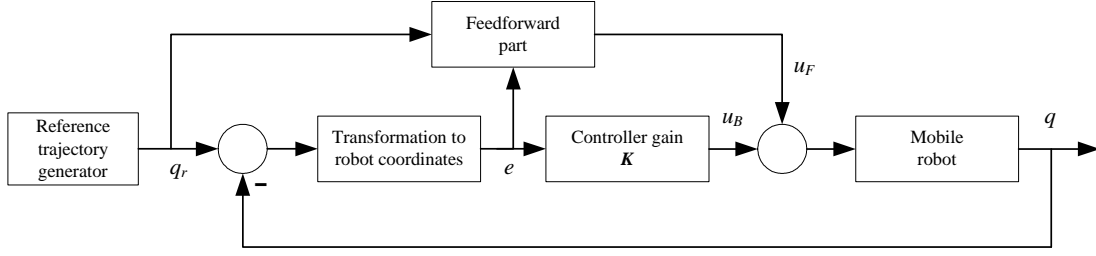 Feedforward
part
u_F
Reference
trajectory
generator
q_r
Transformation to
robot coordinates
e
Controller gain
K
u_B
Mobile
robot
q
-